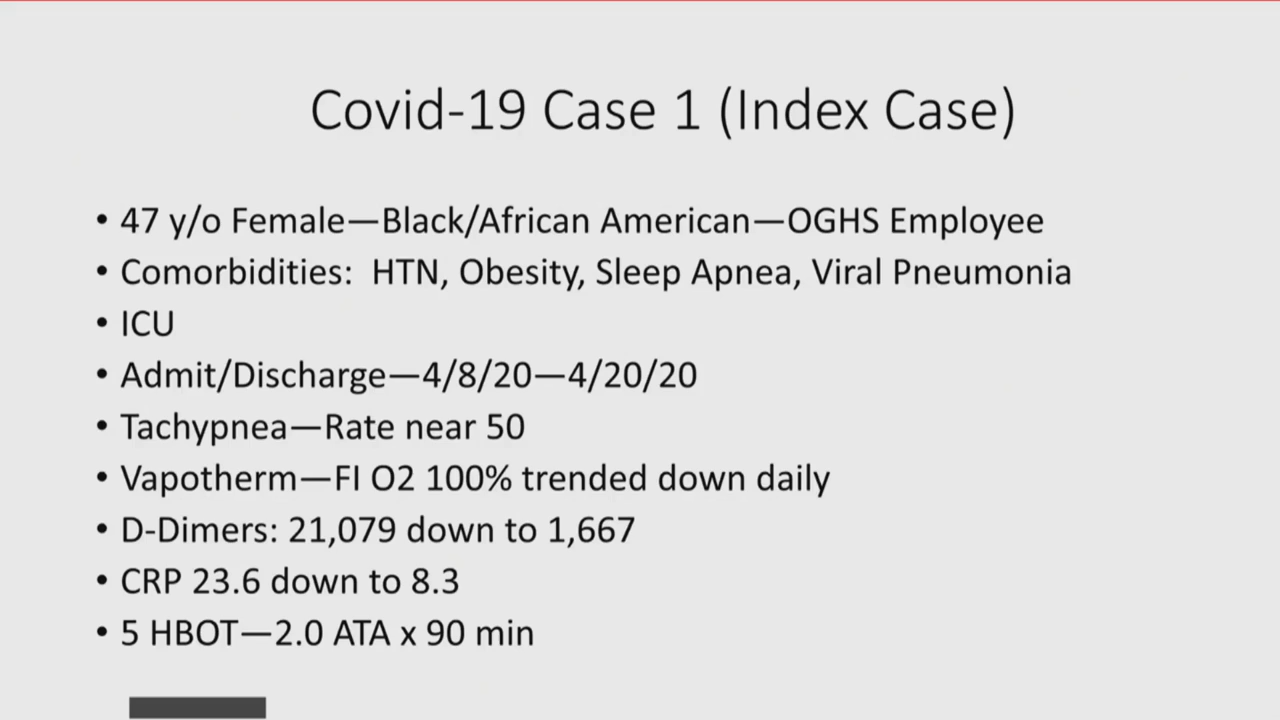 Covid-19 Case 1 (Index Case)
• 47 y/o Female—Black/African American—OGHS Employee
• Comorbidities:  HTN, Obesity, Sleep Apnea, Viral Pneumonia
• ICU
• Admit/Discharge—4/8/20—4/20/20
• Tachypnea—Rate near 50
• Vapotherm—FI O2 100% trended down daily
• D-Dimers: 21,079 down to 1,667
• CRP 23.6 down to 8.3
• 5 HBOT—2.0 ATA x 90 min